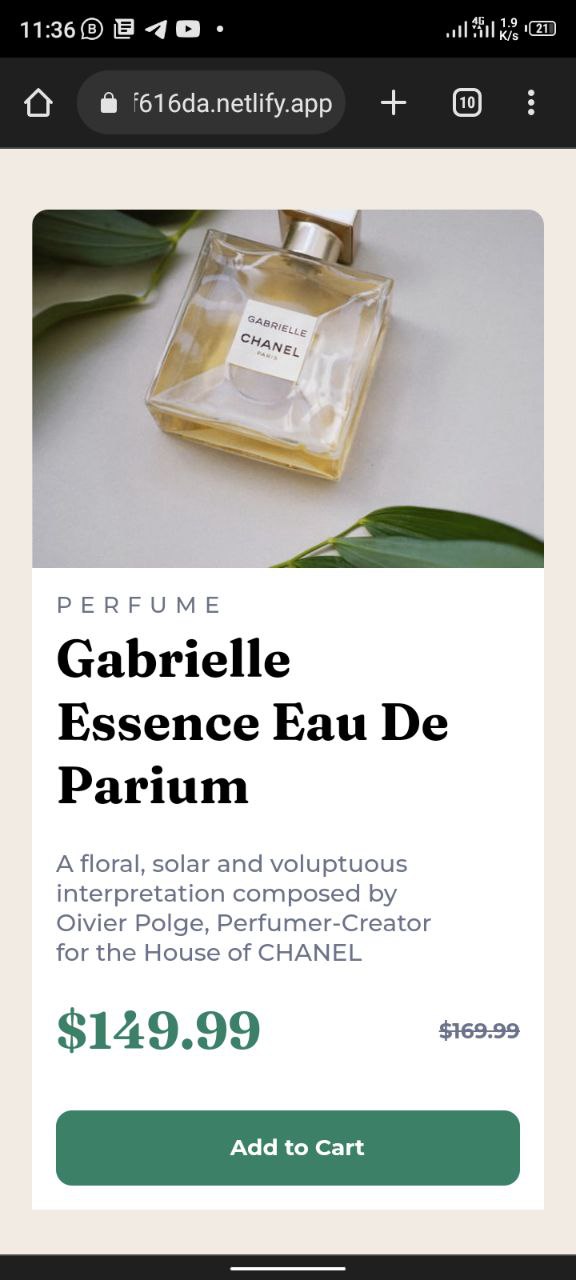 11:36
45
1.9
K/s
21
f616da.netlify.app
10
GABRIELLE
CHANEL
PARIS
PERFUME
Gabrielle
Essence Eau De
Parium
A floral, solar and voluptuous
interpretation composed by
Oivier Polge, Perfumer-Creator
for the House of CHANEL
$149.99
$169.99
Add to Cart